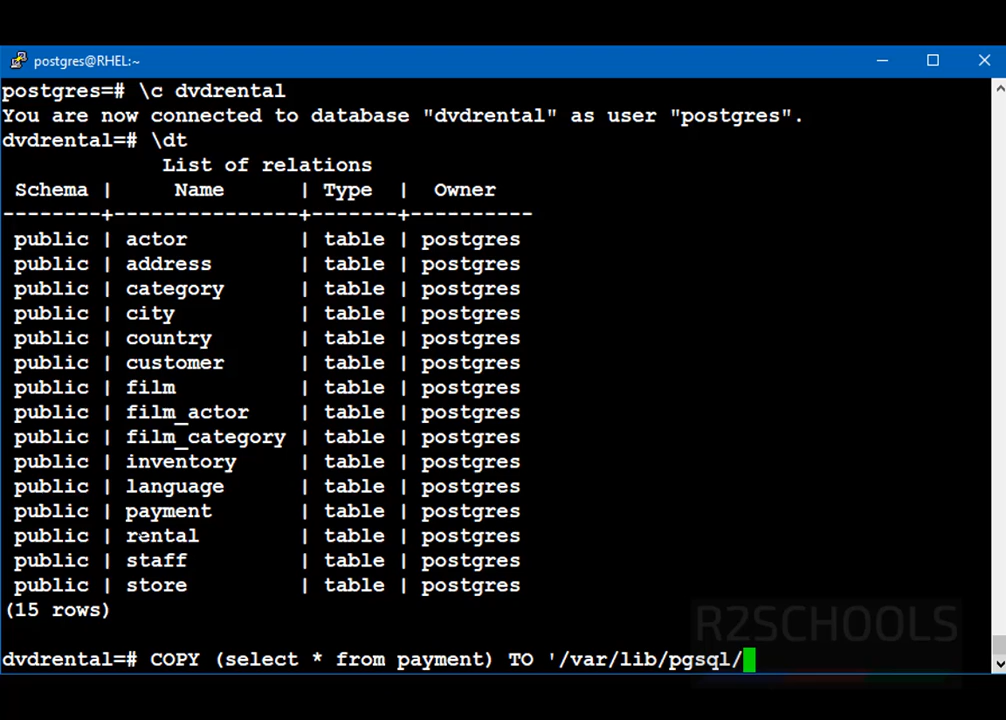 postgres@RHEL:~
postgres=# \c dvdrental
You are now connected to database "dvdrental" as user "postgres".
dvdrental=# \dt
List of relations
Schema | Name | Type | Owner
--------+---------------+-------+----------
public | actor | table | postgres
public | address | table | postgres
public | category | table | postgres
public | city | table | postgres
public | country | table | postgres
public | customer | table | postgres
public | film | table | postgres
public | film_actor | table | postgres
public | film_category | table | postgres
public | inventory | table | postgres
public | language | table | postgres
public | payment | table | postgres
public | rental | table | postgres
public | staff | table | postgres
public | store | table | postgres
(15 rows)
R2SCHOOLS
dvdrental=# COPY (select * from payment) TO '/var/lib/pgsql/